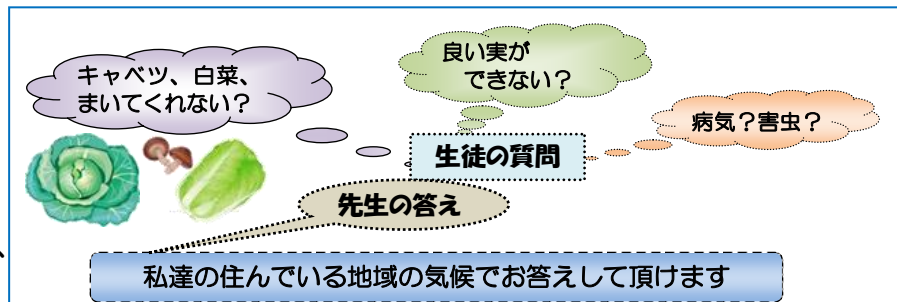 キャベツ、白菜、
まいてくれない？
良い実が
できない？
病気？害虫？
生徒の質問
先生の答え
私達の住んでいる地域の気候でお答えして頂けます